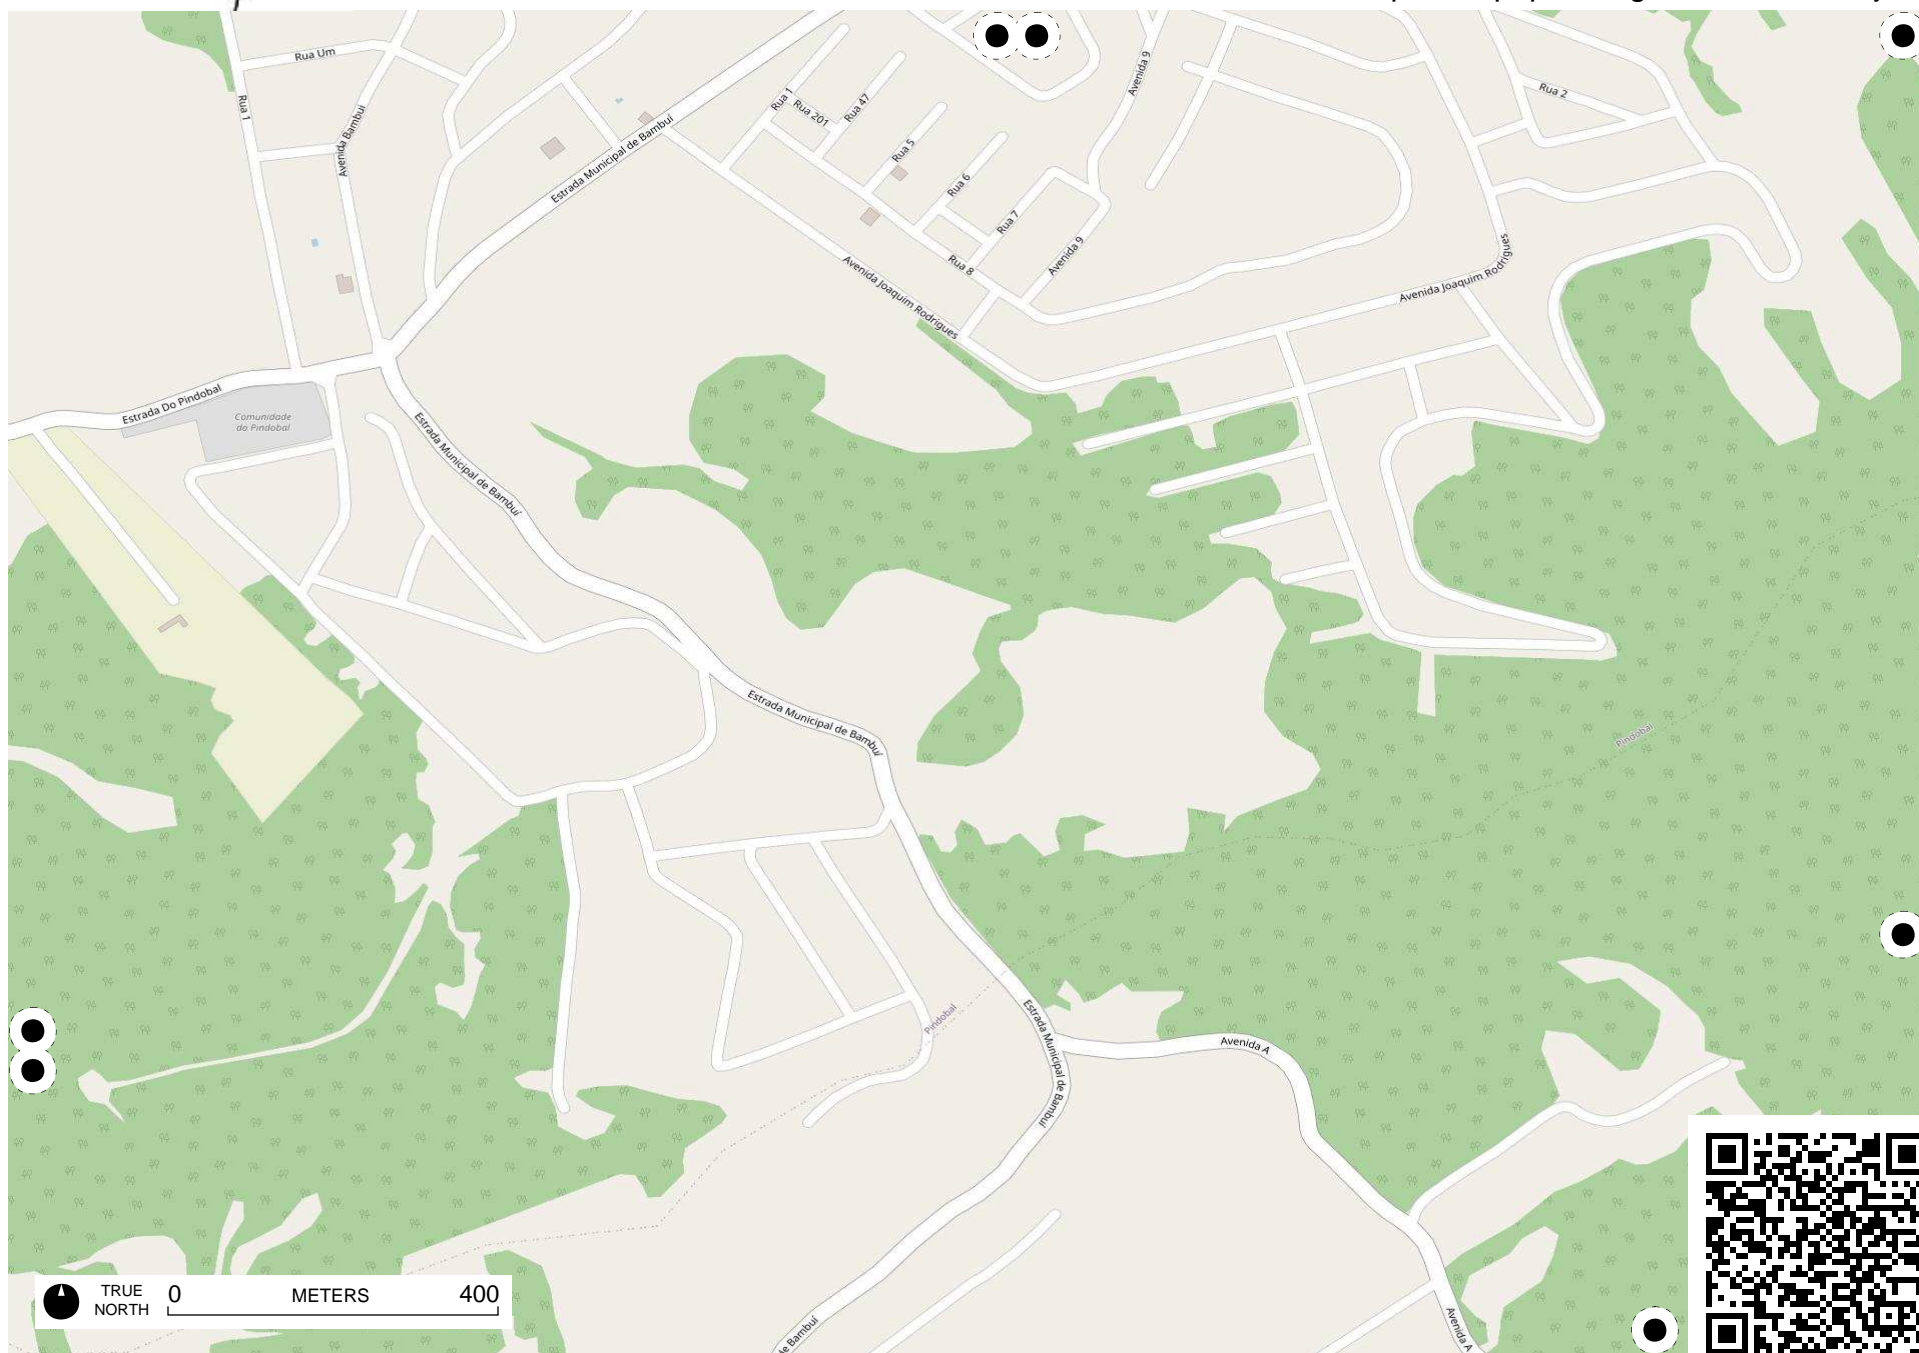 Rua Um
Rua 1
Avenida Bambuí
Estrada Municipal de Bambuí
Rua 1
Rua 201
Rua 47
Rua 5
Rua 6
Rua 7
Rua 8
Avenida 9
Avenida 9
Rua 2
Avenida Joaquim Rodrigues
Avenida Joaquim Rodrigues
Estrada Do Pindobal
Comunidade
do Pindobal
Estrada Municipal de Bambuí
Estrada Municipal de Bambuí
Pindobal
Pindobal
Estrada Municipal de Bambuí
Avenida A
TRUE
NORTH
0 METERS 400
de Bambuí
Avenida A